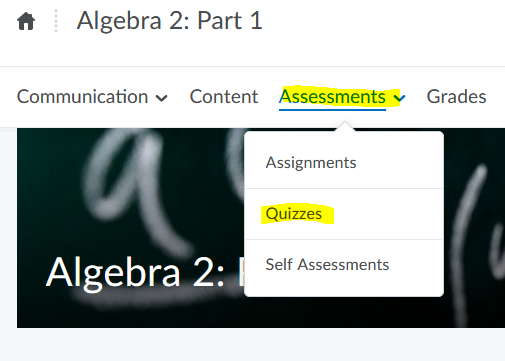 Algebra 2: Part 1
Communication Content Assessments Grades
Assignments
Quizzes
Self Assessments
Algebra 2: